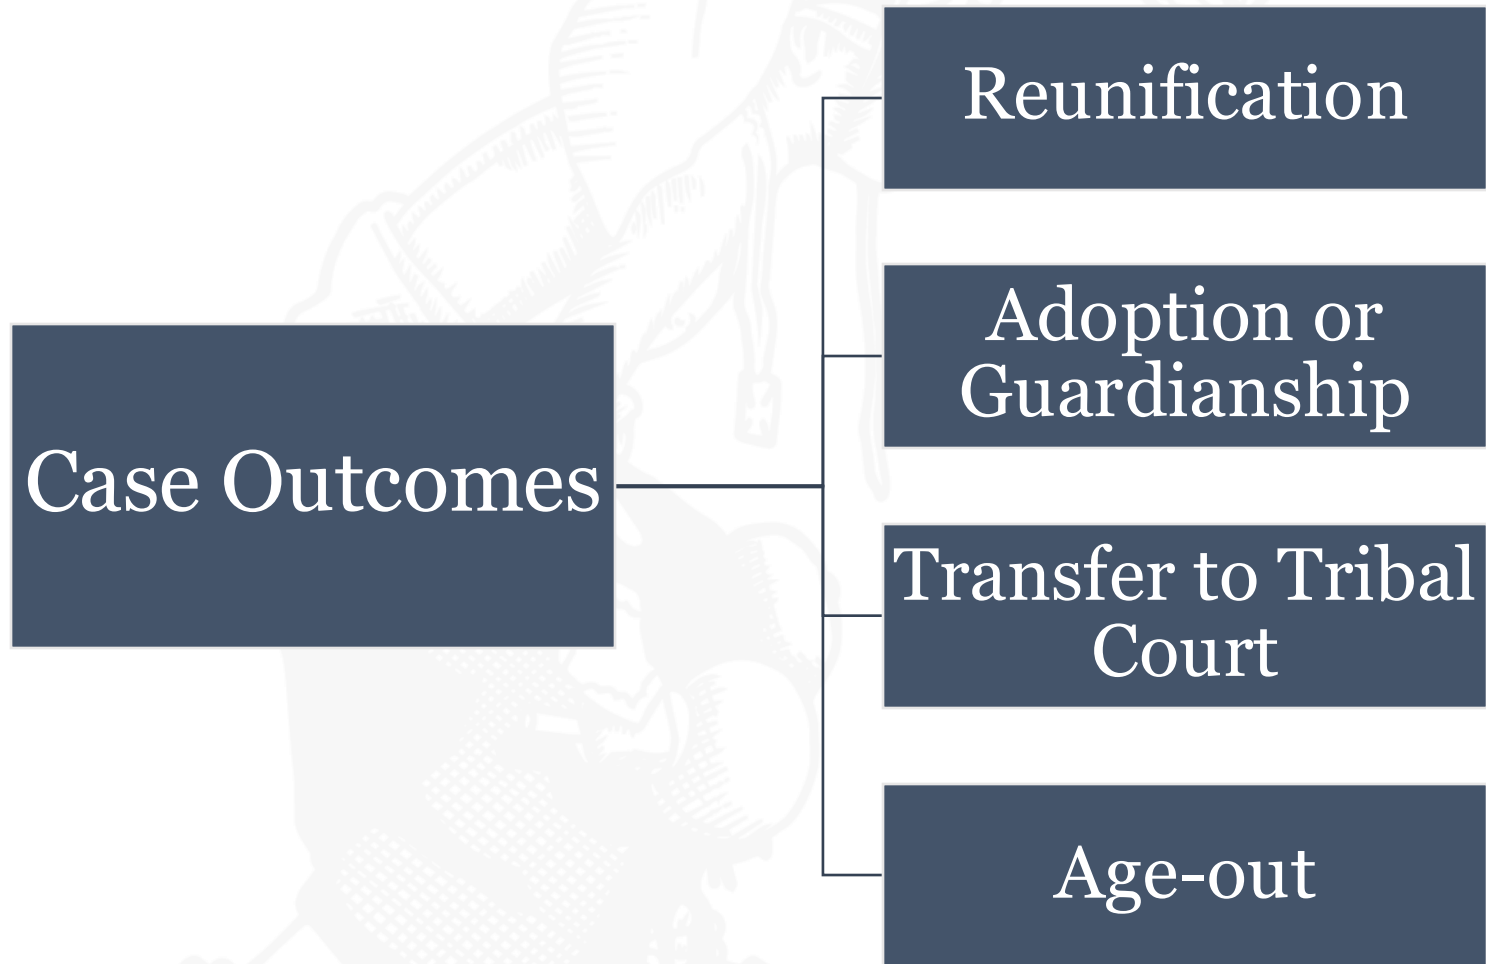 Case Outcomes
Reunification
Adoption or
Guardianship
Transfer to Tribal
Court
Age-out